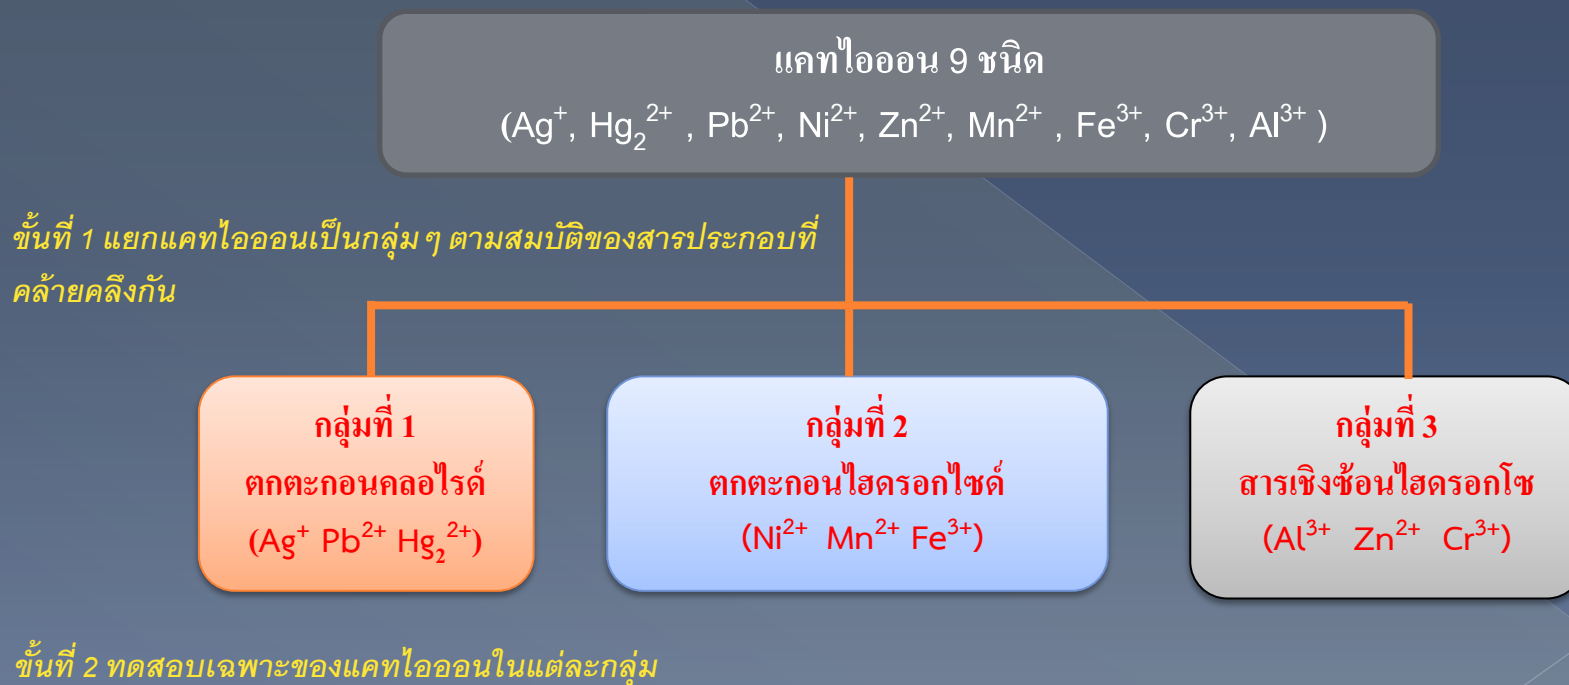 แคทไอออน 9 ชนิด
(Ag⁺, Hg₂²⁺ , Pb²⁺, Ni²⁺, Zn²⁺, Mn²⁺ , Fe³⁺, Cr³⁺, Al³⁺ )
ขั้นที่ 1 แยกแคทไอออนเป็นกลุ่ม ๆ ตามสมบัติของสารประกอบที่
คล้ายคลึงกัน
กลุ่มที่ 1
ตกตะกอนคลอไรด์
(Ag⁺ Pb²⁺ Hg₂²⁺)
กลุ่มที่ 2
ตกตะกอนไฮดรอกไซด์
(Ni²⁺ Mn²⁺ Fe³⁺)
กลุ่มที่ 3
สารเชิงซ้อนไฮดรอกโซ
(Al³⁺ Zn²⁺ Cr³⁺)
ขั้นที่ 2 ทดสอบเฉพาะของแคทไอออนในแต่ละกลุ่ม